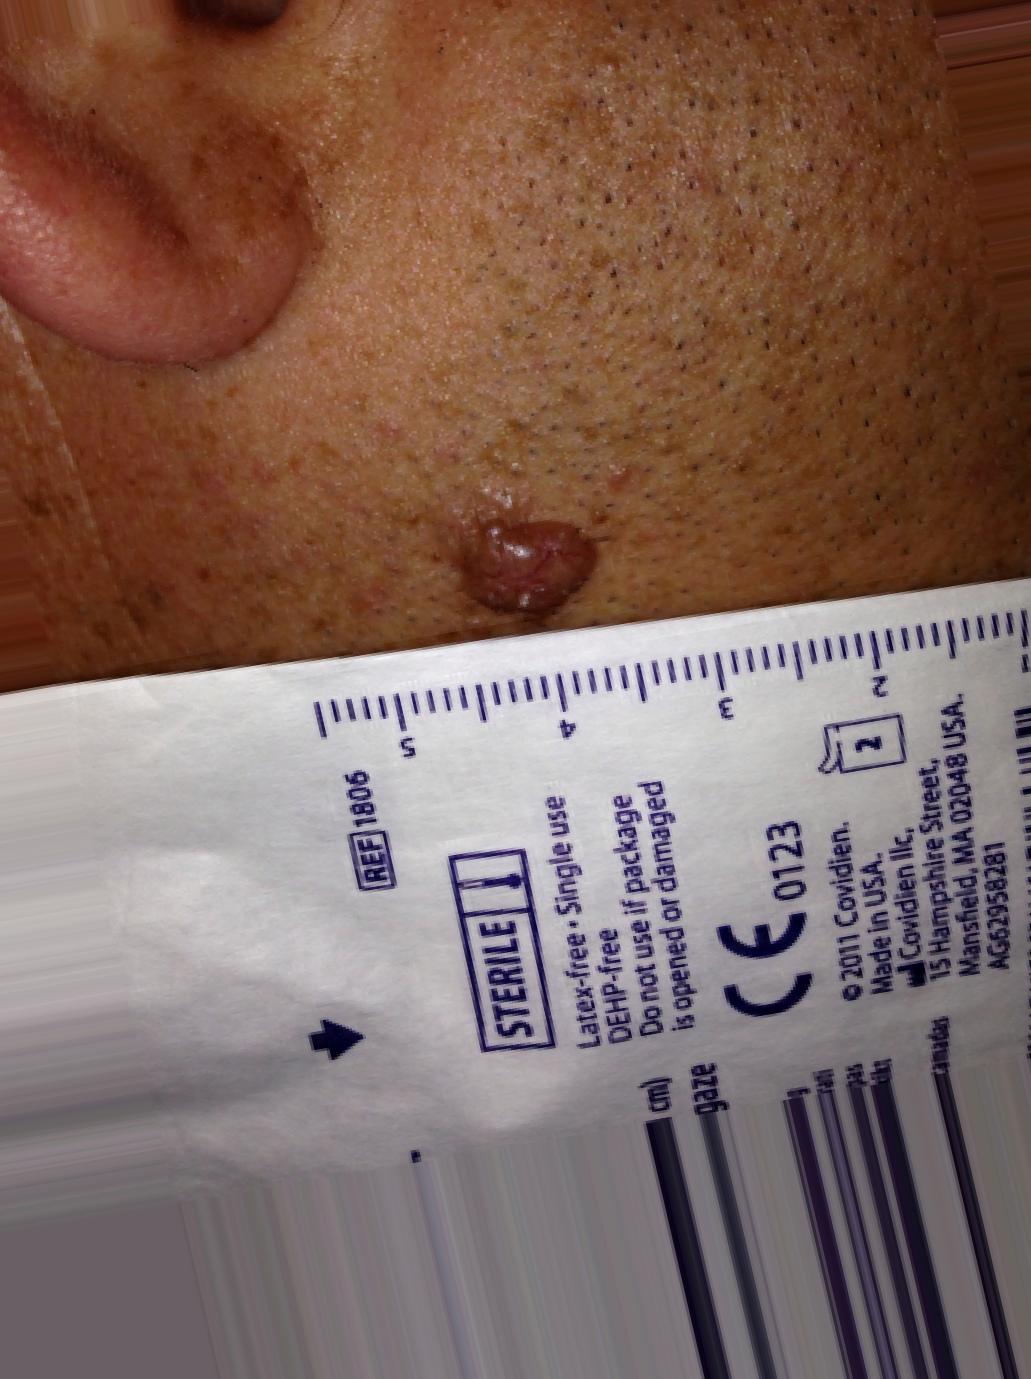 5
4
3
2
REF 1806
2
STERILE
Latex-free • Single use
DEHP-free
Do not use if package
is opened or damaged
CE 0123
© 2011 Covidien.
Made in USA.
Covidien llc,
15 Hampshire Street,
Mansfield, MA 02048 USA.
AG62958281
cm)
gaze